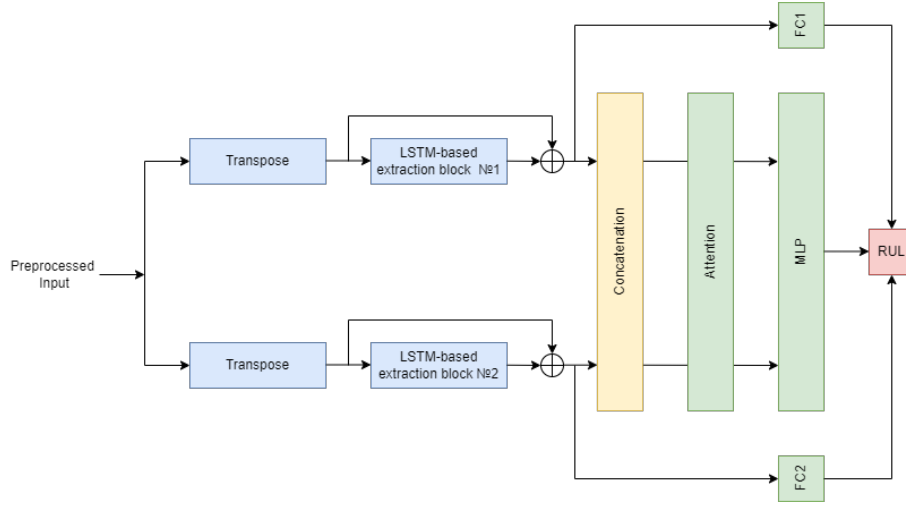 FC1
Transpose
LSTM-based
extraction block №1
Preprocessed
Input
Concatenation
Attention
MLP
RUL
Transpose
LSTM-based
extraction block №2
FC2